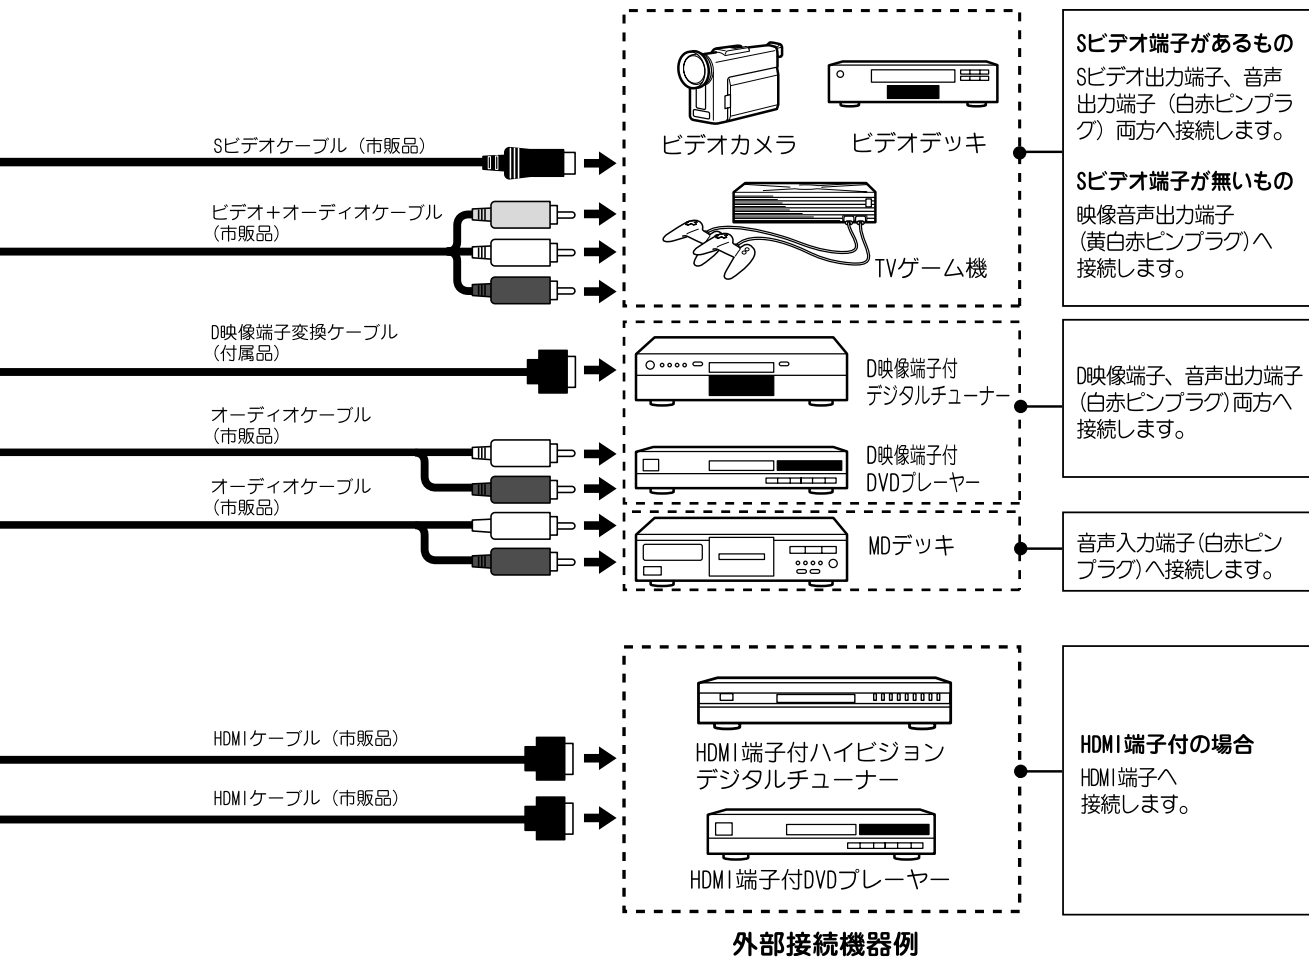 Sビデオケーブル（市販品）
ビデオ＋オーディオケーブル
（市販品）
D映像端子変換ケーブル
（付属品）
オーディオケーブル
（市販品）
オーディオケーブル
（市販品）
HDMIケーブル（市販品）
HDMIケーブル（市販品）
ビデオカメラ
ビデオデッキ
TVゲーム機
D映像端子付
デジタルチューナー
D映像端子付
DVDプレーヤー
MDデッキ
HDMI端子付ハイビジョン
デジタルチューナー
HDMI端子付DVDプレーヤー
外部接続機器例
Sビデオ端子があるもの
Sビデオ出力端子、音声
出力端子（白赤ピンプラ
グ）両方へ接続します。
Sビデオ端子が無いもの
映像音声出力端子
（黄白赤ピンプラグ）へ
接続します。
D映像端子、音声出力端子
（白赤ピンプラグ）両方へ
接続します。
音声入力端子（白赤ピン
プラグ）へ接続します。
HDMI端子付の場合
HDMI端子へ
接続します。